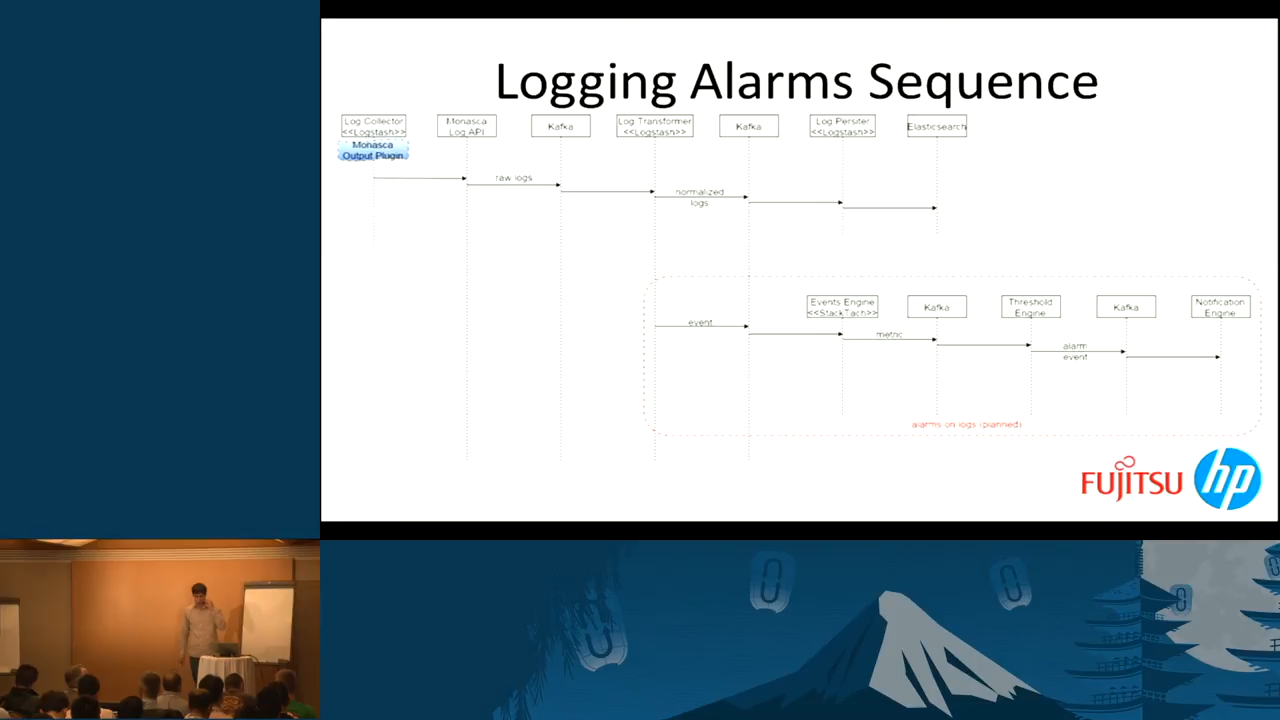 Logging Alarms Sequence
Log Collector
<<Logstash>>
Monasca
Output Plugin
Monasca
Log API
Kafka
Log Transformer
<<Logstash>>
Kafka
Log Persiter
<<Logstash>>
Elasticsearch
raw logs
normalized
logs
Events Engine
<<StackTach>>
Kafka
Threshold
Engine
Kafka
Notification
Engine
event
metric
alarm
event
alarms on logs (planned)
FUJITSU
hp